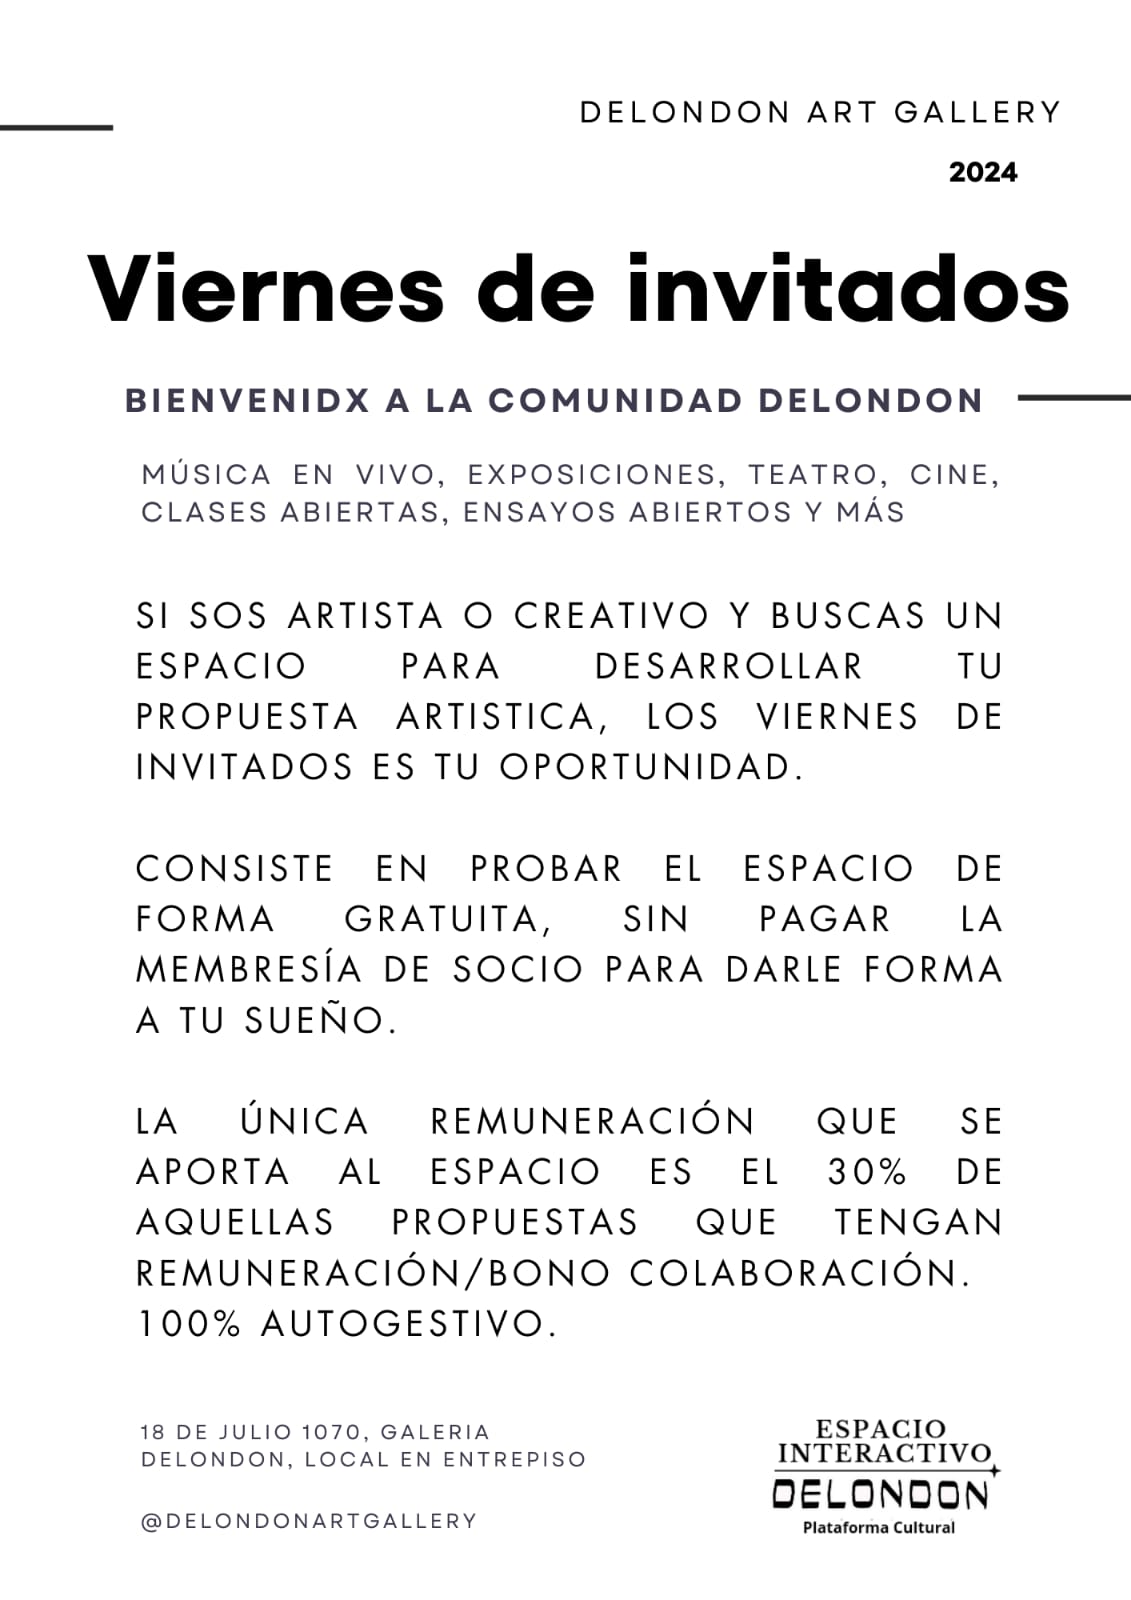 DELONDON ART GALLERY
2024
Viernes de invitados
BIENVENIDX A LA COMUNIDAD DELONDON
MÚSICA EN VIVO, EXPOSICIONES, TEATRO, CINE,
CLASES ABIERTAS, ENSAYOS ABIERTOS Y MÁS
SI SOS ARTISTA O CREATIVO Y BUSCAS UN
ESPACIO PARA DESARROLLAR TU
PROPUESTA ARTISTICA, LOS VIERNES DE
INVITADOS ES TU OPORTUNIDAD.
CONSISTE EN PROBAR EL ESPACIO DE
FORMA GRATUITA, SIN PAGAR LA
MEMBRESÍA DE SOCIO PARA DARLE FORMA
A TU SUEÑO.
LA ÚNICA REMUNERACIÓN QUE SE
APORTA AL ESPACIO ES EL 30% DE
AQUELLAS PROPUESTAS QUE TENGAN
REMUNERACIÓN/BONO COLABORACIÓN.
100% AUTOGESTIVO.
18 DE JULIO 1070, GALERIA
DELONDON, LOCAL EN ENTREPISO
@DELONDONARTGALLERY
ESPACIO
INTERACTIVO
DELONDON
Plataforma Cultural